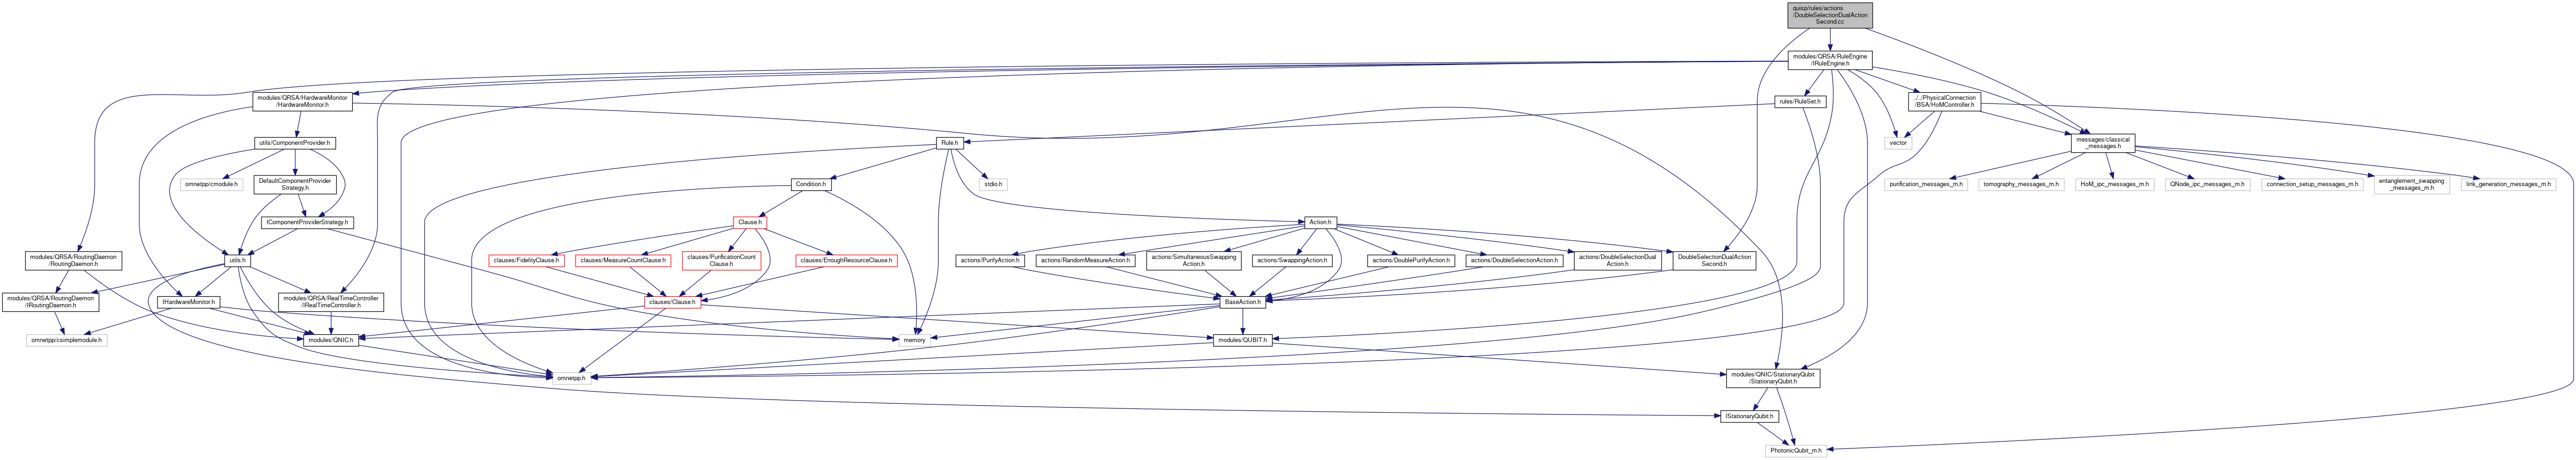 quisp/rules/actions
/DoubleSelectionDualAction
Second.cc
modules/QRSA/RuleEngine
/IRuleEngine.h
modules/QRSA/HardwareMonitor
/HardwareMonitor.h
rules/RuleSet.h
../../PhysicalConnection
/BSA/HoMController.h
utils/ComponentProvider.h
Rule.h
vector
messages/classical
_messages.h
omnetpp/cmodule.h
DefaultComponentProvider
Strategy.h
Condition.h
stdio.h
purification_messages_m.h
tomography_messages_m.h
HoM_ipc_messages_m.h
QNode_ipc_messages_m.h
connection_setup_messages_m.h
entanglement_swapping
_messages_m.h
link_generation_messages_m.h
IComponentProviderStrategy.h
Clause.h
Action.h
modules/QRSA/RoutingDaemon
/RoutingDaemon.h
utils.h
clauses/FidelityClause.h
clauses/MeasureCountClause.h
clauses/PurificationCount
Clause.h
clauses/EnoughResourceClause.h
actions/PurifyAction.h
actions/RandomMeasureAction.h
actions/SimultaneousSwapping
Action.h
actions/SwappingAction.h
actions/DoublePurifyAction.h
actions/DoubleSelectionAction.h
actions/DoubleSelectionDual
Action.h
DoubleSelectionDualAction
Second.h
modules/QRSA/RoutingDaemon
/IRoutingDaemon.h
IHardwareMonitor.h
modules/QRSA/RealTimeController
/IRealTimeController.h
clauses/Clause.h
BaseAction.h
omnetpp/csimplemodule.h
modules/QNIC.h
memory
modules/QUBIT.h
omnetpp.h
modules/QNIC/StationaryQubit
/StationaryQubit.h
IStationaryQubit.h
PhotonicQubit_m.h